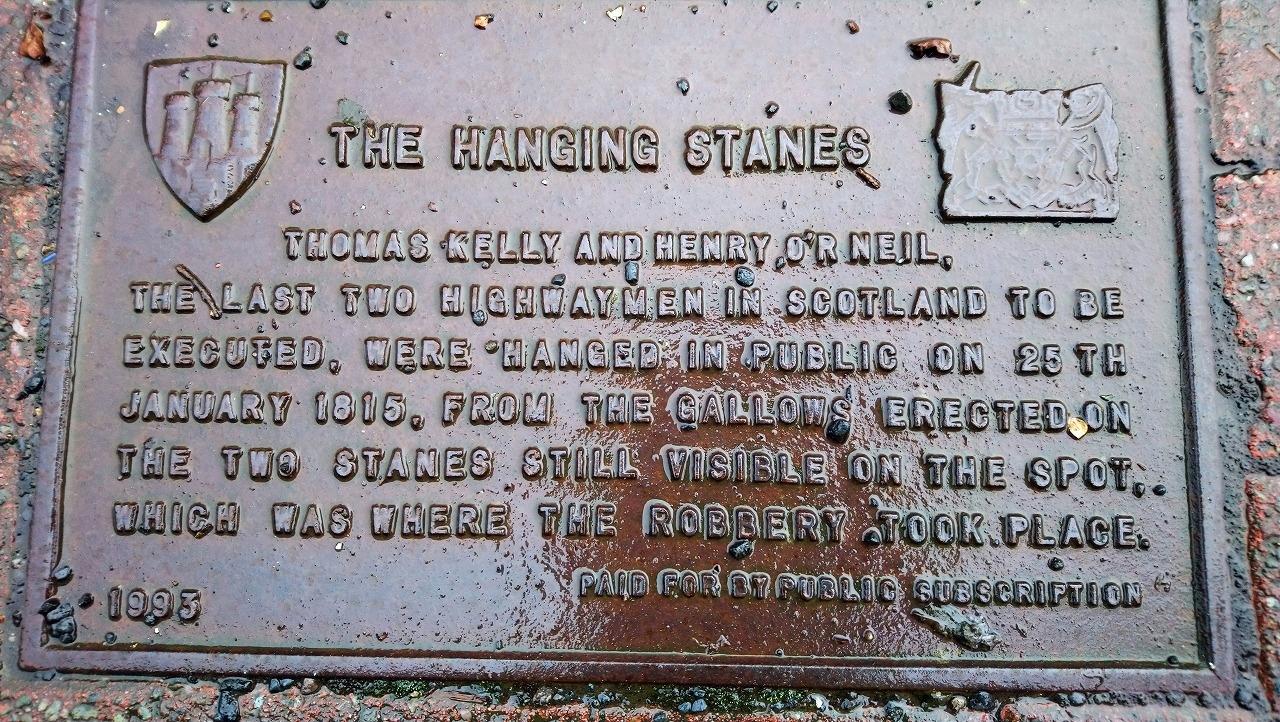 THE HANGING STANES
THOMAS KELLY AND HENRY O'R NEIL,
THE LAST TWO HIGHWAYMEN IN SCOTLAND TO BE
EXECUTED, WERE HANGED IN PUBLIC ON 25 TH
JANUARY 1815, FROM THE GALLOWS ERECTED ON
THE TWO STANES STILL VISIBLE ON THE SPOT,
WHICH WAS WHERE THE ROBBERY TOOK PLACE.
PAID FOR BY PUBLIC SUBSCRIPTION
1993